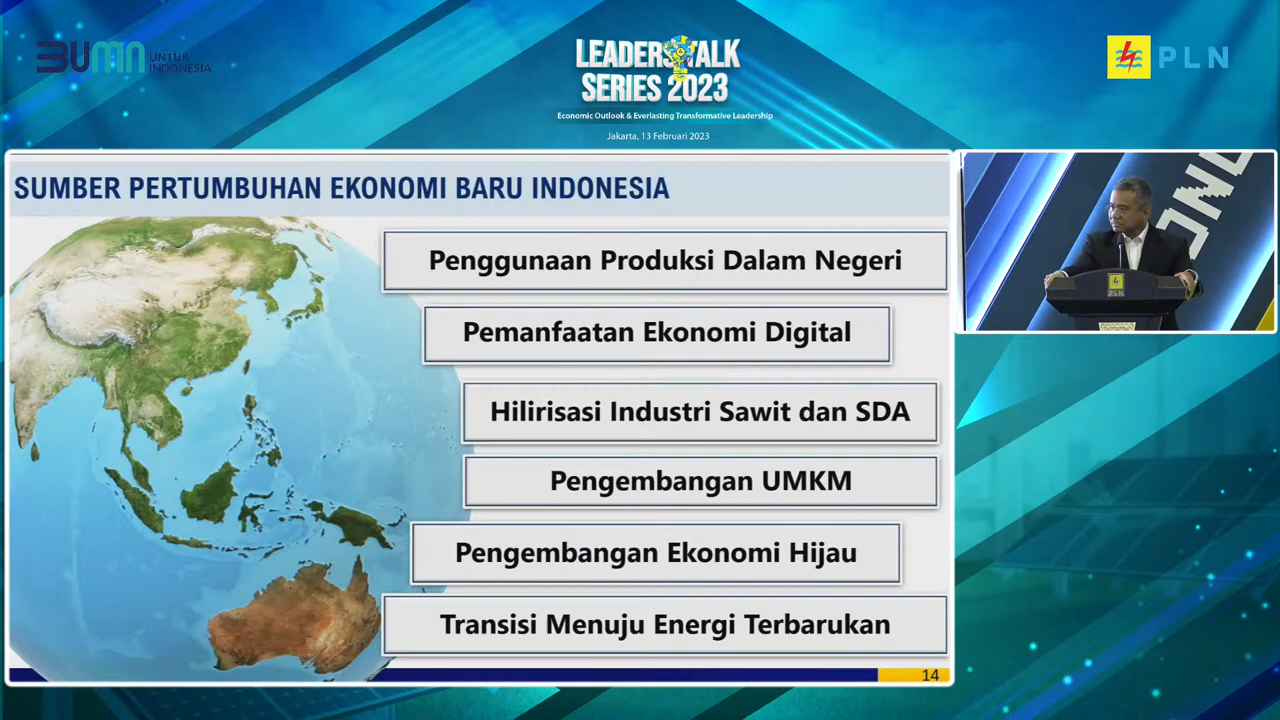 BUMN
UNTUK
INDONESIA
LEADERS TALK
SERIES 2023
Economic Outlook & Everlasting Transformative Leadership
Jakarta, 13 Februari 2023
PLN
SUMBER PERTUMBUHAN EKONOMI BARU INDONESIA
Penggunaan Produksi Dalam Negeri
Pemanfaatan Ekonomi Digital
Hilirisasi Industri Sawit dan SDA
Pengembangan UMKM
Pengembangan Ekonomi Hijau
Transisi Menuju Energi Terbarukan
14
PLN